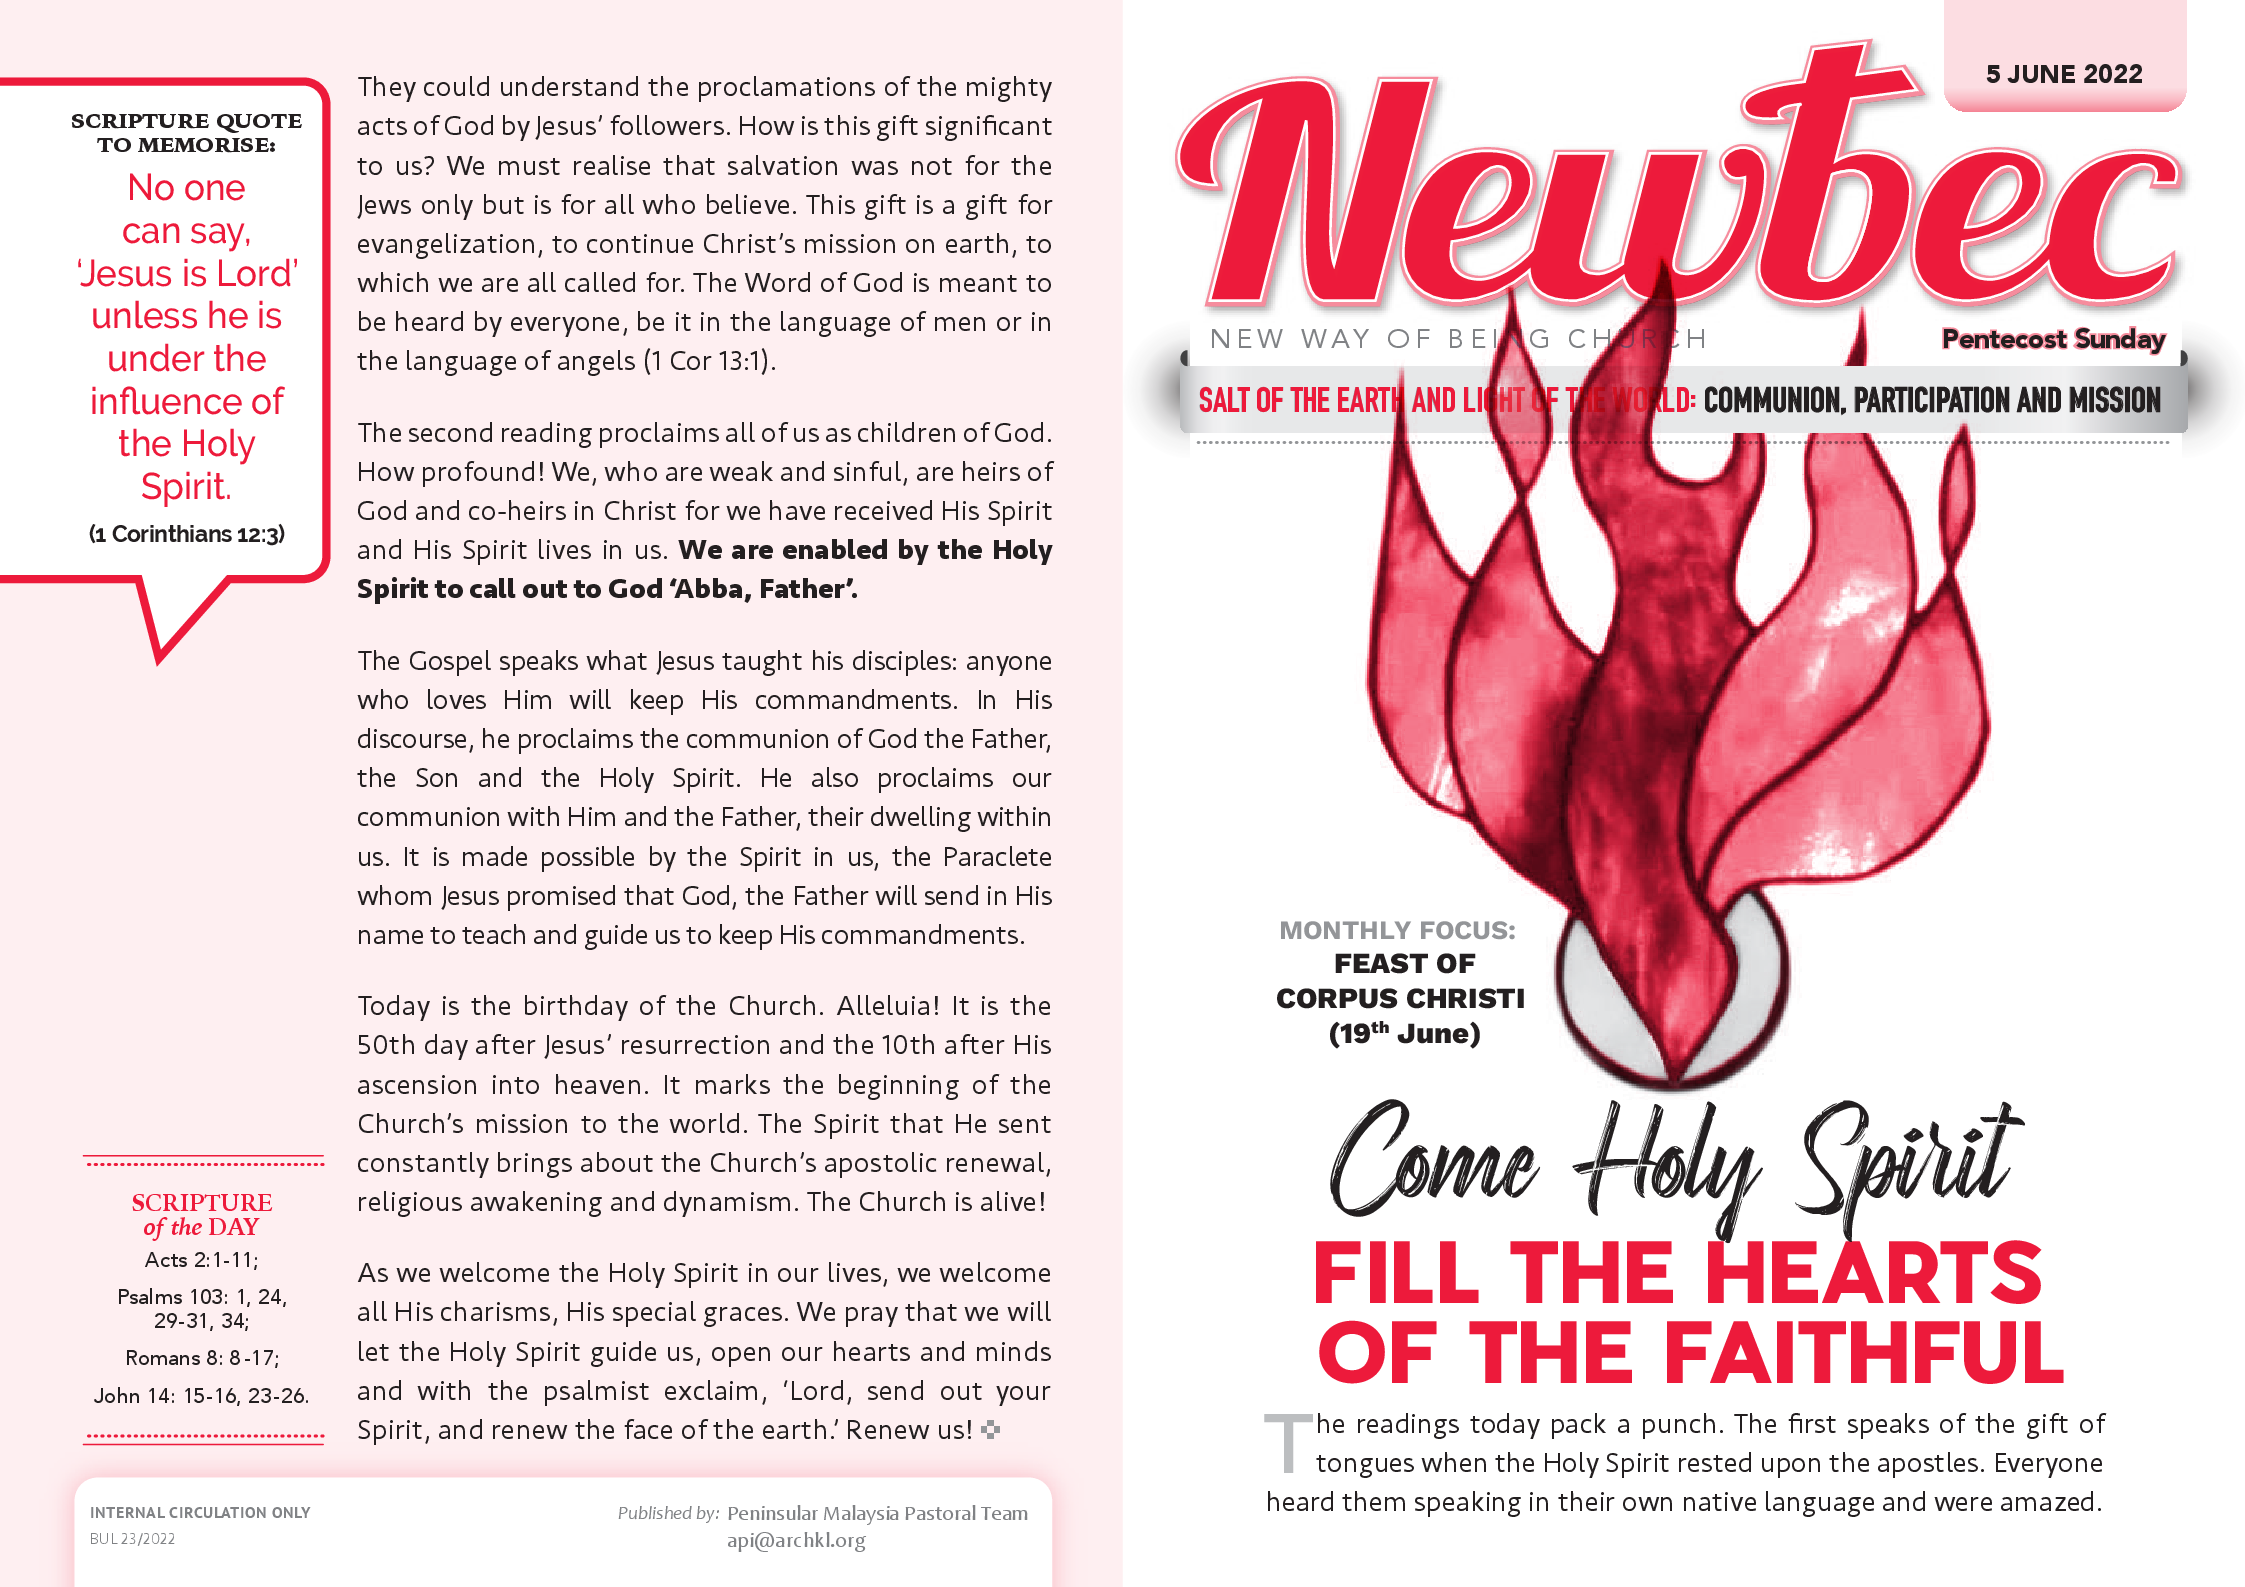 5 JUNE 2022
Newbec
NEW WAY OF BEING CHURCH
Pentecost Sunday
SALT OF THE EARTH AND LIGHT OF THE WORLD: COMMUNION, PARTICIPATION AND MISSION
MONTHLY FOCUS:
FEAST OF
CORPUS CHRISTI
(19th June)
Come Holy Spirit
FILL THE HEARTS
OF THE FAITHFUL
The readings today pack a punch. The first speaks of the gift of
tongues when the Holy Spirit rested upon the apostles. Everyone
heard them speaking in their own native language and were amazed.
They could understand the proclamations of the mighty
acts of God by Jesus’ followers. How is this gift significant
to us? We must realise that salvation was not for the
Jews only but is for all who believe. This gift is a gift for
evangelization, to continue Christ’s mission on earth, to
which we are all called for. The Word of God is meant to
be heard by everyone, be it in the language of men or in
the language of angels (1 Cor 13:1).
The second reading proclaims all of us as children of God.
How profound! We, who are weak and sinful, are heirs of
God and co-heirs in Christ for we have received His Spirit
and His Spirit lives in us. We are enabled by the Holy
Spirit to call out to God ‘Abba, Father’.
The Gospel speaks what Jesus taught his disciples: anyone
who loves Him will keep His commandments. In His
discourse, he proclaims the communion of God the Father,
the Son and the Holy Spirit. He also proclaims our
communion with Him and the Father, their dwelling within
us. It is made possible by the Spirit in us, the Paraclete
whom Jesus promised that God, the Father will send in His
name to teach and guide us to keep His commandments.
Today is the birthday of the Church. Alleluia! It is the
50th day after Jesus’ resurrection and the 10th after His
ascension into heaven. It marks the beginning of the
Church’s mission to the world. The Spirit that He sent
constantly brings about the Church’s apostolic renewal,
religious awakening and dynamism. The Church is alive!
As we welcome the Holy Spirit in our lives, we welcome
all His charisms, His special graces. We pray that we will
let the Holy Spirit guide us, open our hearts and minds
and with the psalmist exclaim, ‘Lord, send out your
Spirit, and renew the face of the earth.’ Renew us!
SCRIPTURE QUOTE
TO MEMORISE:
No one
can say,
‘Jesus is Lord’
unless he is
under the
influence of
the Holy
Spirit.
(1 Corinthians 12:3)
SCRIPTURE
of the DAY
Acts 2:1-11;
Psalms 103: 1, 24,
29-31, 34;
Romans 8: 8-17;
John 14: 15-16, 23-26.
INTERNAL CIRCULATION ONLY
BUL 23/2022
Published by: Peninsular Malaysia Pastoral Team
api@archkl.org